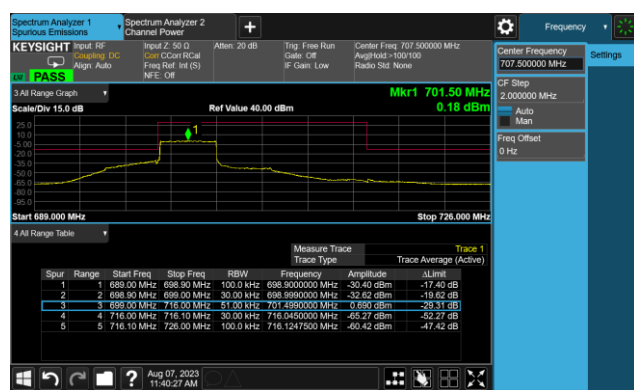 Spectrum Analyzer 1
Spurious Emissions
Spectrum Analyzer 2
Channel Power
Frequency
KEYSIGHT
Input: RF
Coupling: DC
Align: Auto
Input Z: 50 Ω
Corr CCorr RCal
Freq Ref: Int (S)
NFE: Off
Atten: 20 dB
Trig: Free Run
Gate: Off
IF Gain: Low
Center Freq: 707.500000 MHz
Avg|Hold:>100/100
Radio Std: None
PASS
Center Frequency
707.500000 MHz
Settings
CF Step
2.000000 MHz
Auto
Man
Freq Offset
0 Hz
3 All Range Graph
Mkr1 701.50 MHz
Scale/Div 15.0 dB
Ref Value 40.00 dBm
0.18 dBm
25.0
10.0
-5.00
-20.0
-35.0
-50.0
-65.0
-80.0
-95.0
1
Start 689.000 MHz
Stop 726.000 MHz
4 All Range Table
Measure Trace Trace 1
Trace Type Trace Average (Active)
Spur Range Start Freq Stop Freq RBW Frequency Amplitude ΔLimit
1 1 689.00 MHz 698.90 MHz 100.0 kHz 698.9000000 MHz -30.40 dBm -17.40 dB
2 2 698.90 MHz 699.00 MHz 30.00 kHz 698.9990000 MHz -32.62 dBm -19.62 dB
3 3 699.00 MHz 716.00 MHz 51.00 kHz 701.4990000 MHz 0.690 dBm -29.31 dB
4 4 716.00 MHz 716.10 MHz 30.00 kHz 716.0450000 MHz -65.27 dBm -52.27 dB
5 5 716.10 MHz 726.00 MHz 100.0 kHz 716.1247500 MHz -60.42 dBm -47.42 dB
Aug 07, 2023
11:40:27 AM